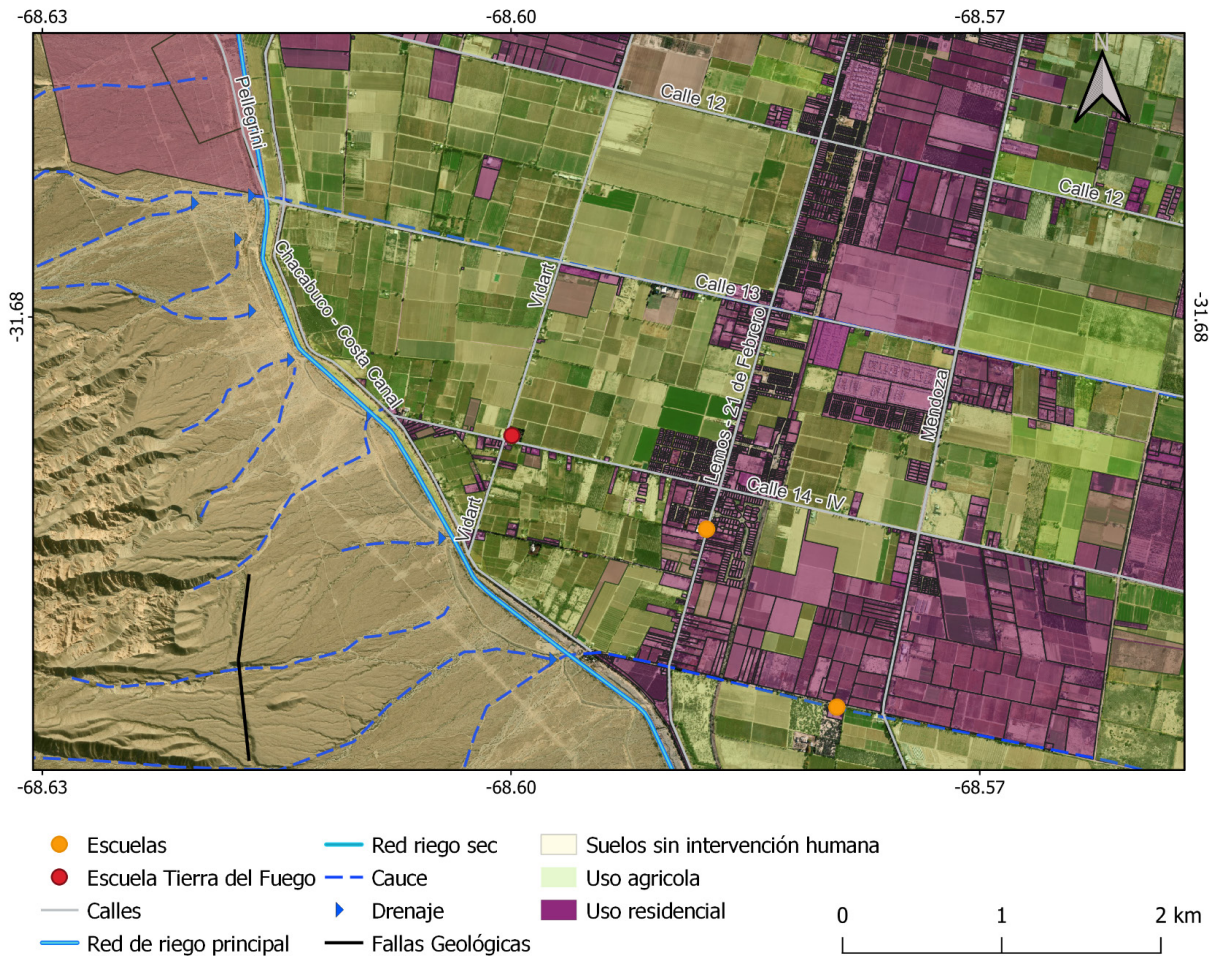 -68.63 -68.60 -68.57
N
Pellegrini
Calle 12
Calle 12
Chacabuco - Costa Canal
Vidart
Calle 13
-31.68
-31.68
Lemos - 21 de Febrero
Mendoza
Calle 14 - IV
Vidart
-68.63 -68.60 -68.57
Escuelas
Escuela Tierra del Fuego
Calles
Red de riego principal
Red riego sec
Cauce
Drenaje
Fallas Geológicas
Suelos sin intervención humana
Uso agricola
Uso residencial
0 1 2 km